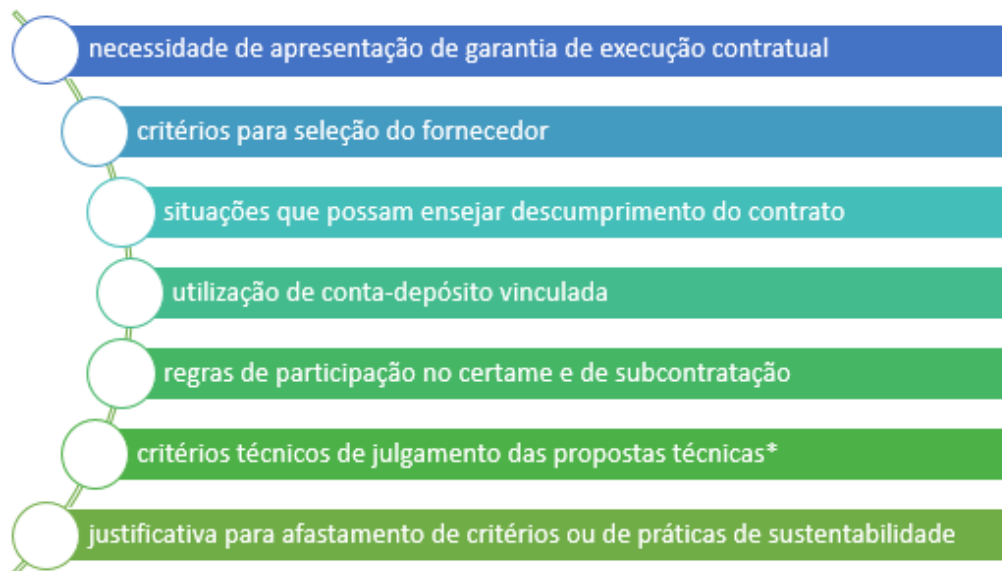 necessidade de apresentação de garantia de execução contratual
critérios para seleção do fornecedor
situações que possam ensejar descumprimento do contrato
utilização de conta-depósito vinculada
regras de participação no certame e de subcontratação
critérios técnicos de julgamento das propostas técnicas*
justificativa para afastamento de critérios ou de práticas de sustentabilidade